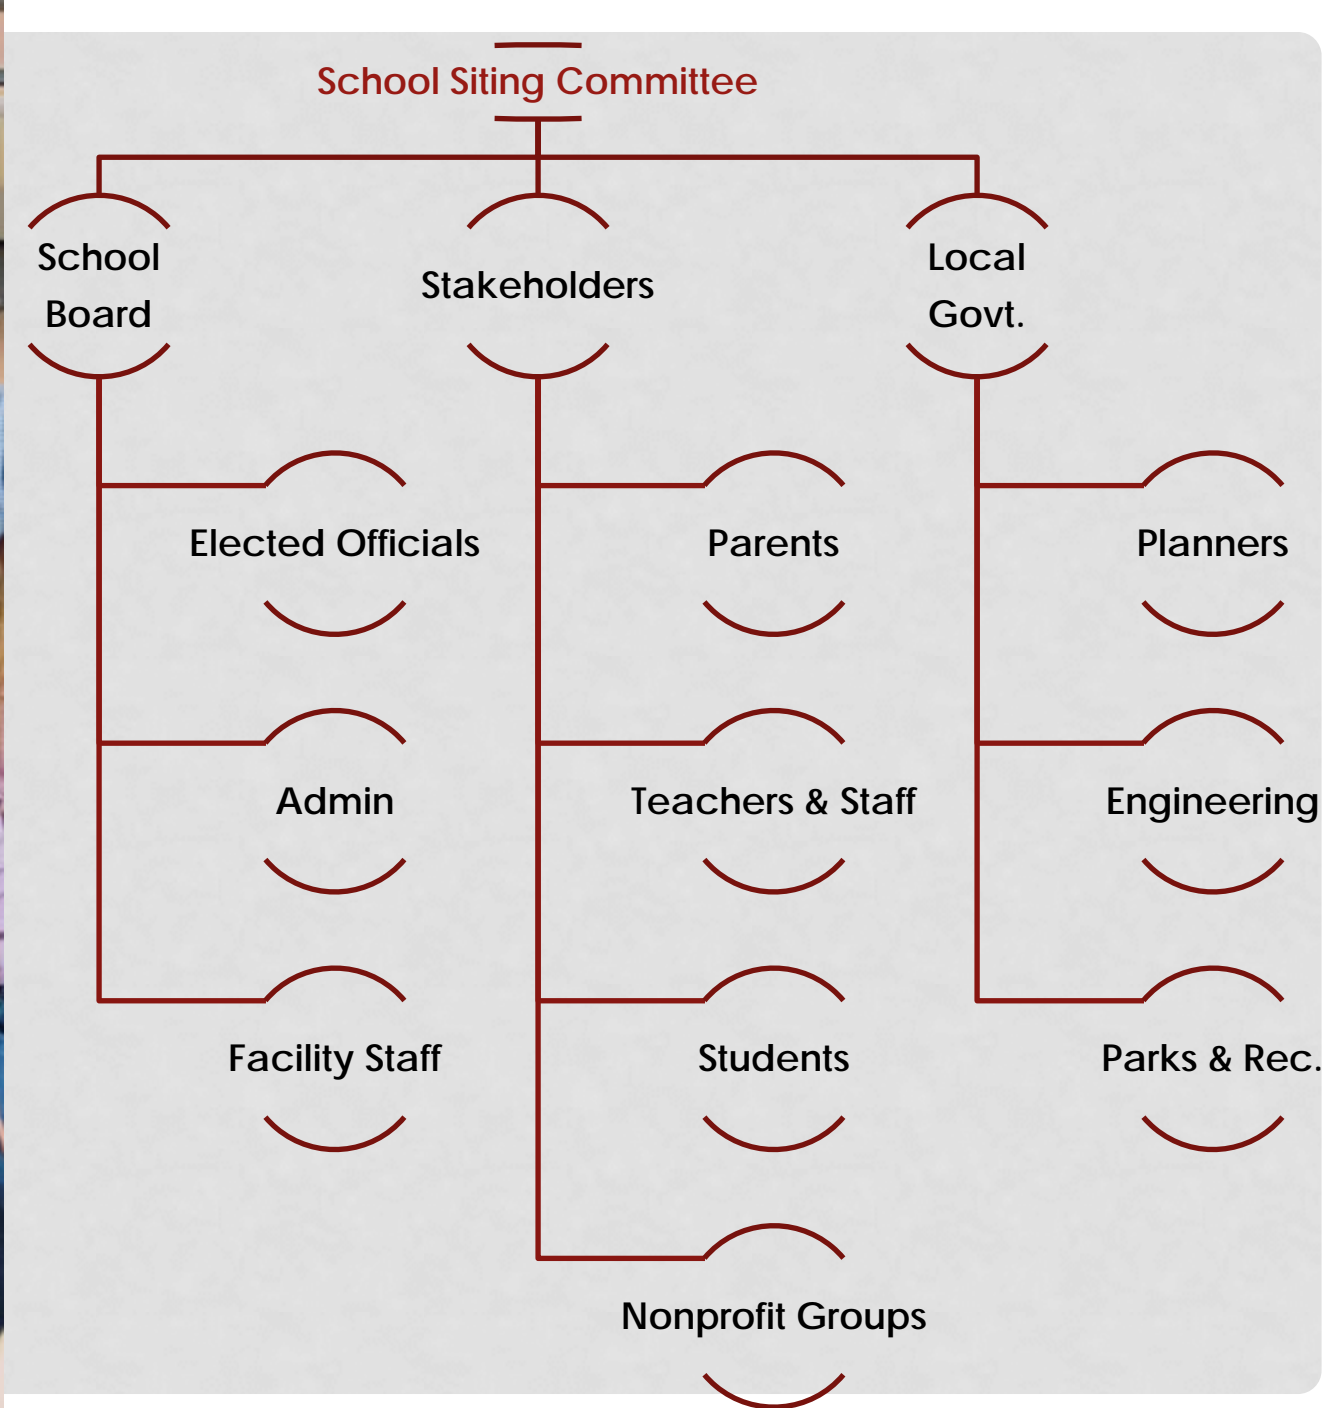 School Siting Committee
School
Board
Stakeholders
Local
Govt.
Elected Officials
Parents
Planners
Admin
Teachers & Staff
Engineering
Facility Staff
Students
Parks & Rec.
Nonprofit Groups